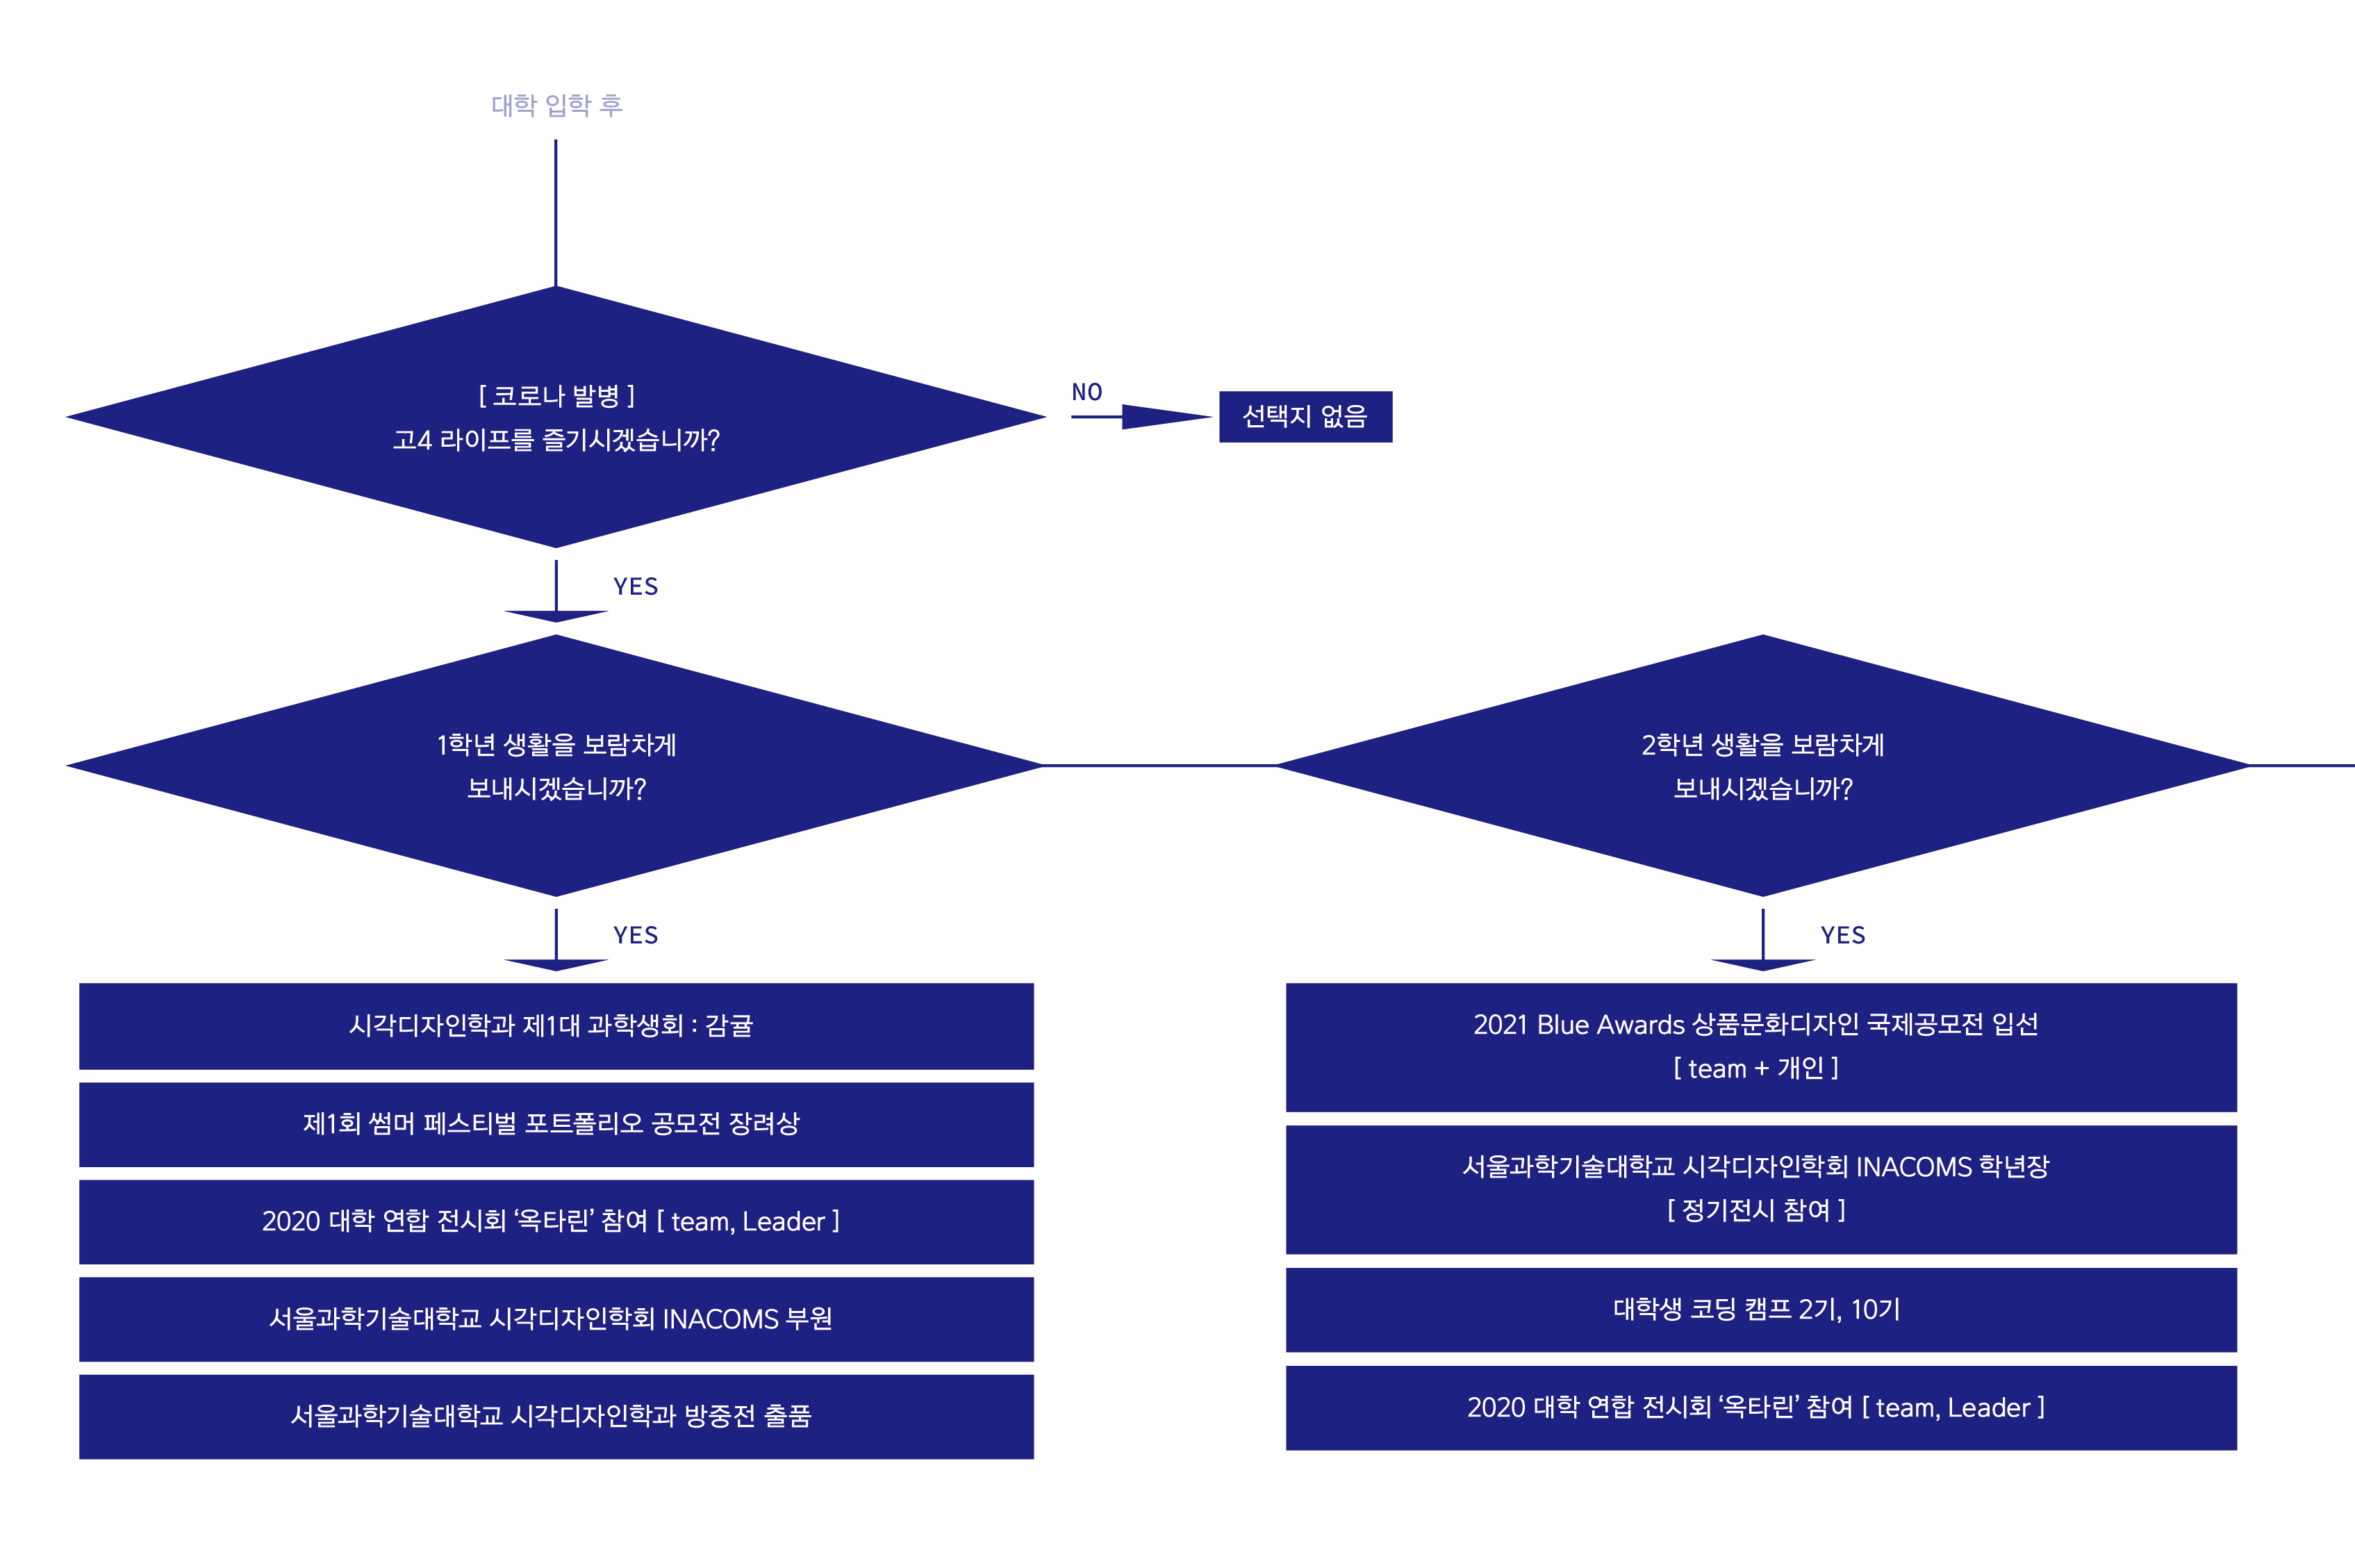 대학 입학 후
[ 코로나 발병 ]
고4 라이프를 즐기시겠습니까?
NO
선택지 없음
YES
1학년 생활을 보람차게
보내시겠습니까?
YES
시각디자인학과 제1대 과학생회 : 감귤
제1회 썸머 페스티벌 포트폴리오 공모전 장려상
2020 대학 연합 전시회 ‘옥타린’ 참여 [ team, Leader ]
서울과학기술대학교 시각디자인학회 INACOMS 부원
서울과학기술대학교 시각디자인학과 방중전 출품
2학년 생활을 보람차게
보내시겠습니까?
YES
2021 Blue Awards 상품문화디자인 국제공모전 입선
[ team + 개인 ]
서울과학기술대학교 시각디자인학회 INACOMS 학년장
[ 정기전시 참여 ]
대학생 코딩 캠프 2기, 10기
2020 대학 연합 전시회 ‘옥타린’ 참여 [ team, Leader ]